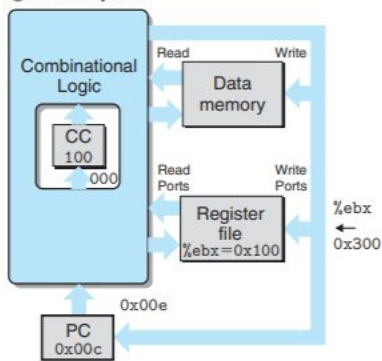 Combinational
Logic
CC
100
000
Read
Write
Data
memory
Read
Ports
Write
Ports
Register
file
%ebx=0x100
%ebx
0x300
0x00e
PC
0x00c